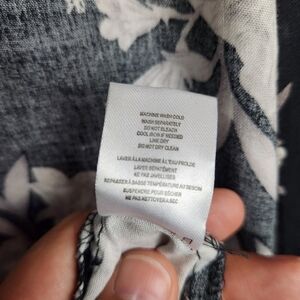 MACHINE WASH COLD
WASH SEPARATELY
DO NOT BLEACH
COOL IRON IF NEEDED
LINE DRY
DO NOT DRY CLEAN
LAVER À LA MACHINE À L'EAU FROIDE
LAVER SÉPARÉMENT
NE PAS JAVELLISER
REPASSER À BASSE TEMPÉRATURE AU BESOIN
SUSPENDRE POUR SÉCHER
NE PAS NETTOYER À SEC